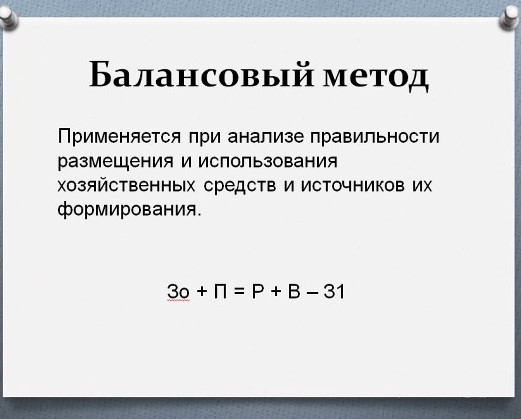 Балансовый метод
Применяется при анализе правильности
размещения и использования
хозяйственных средств и источников их
формирования.
Зо + П = Р + В – З1